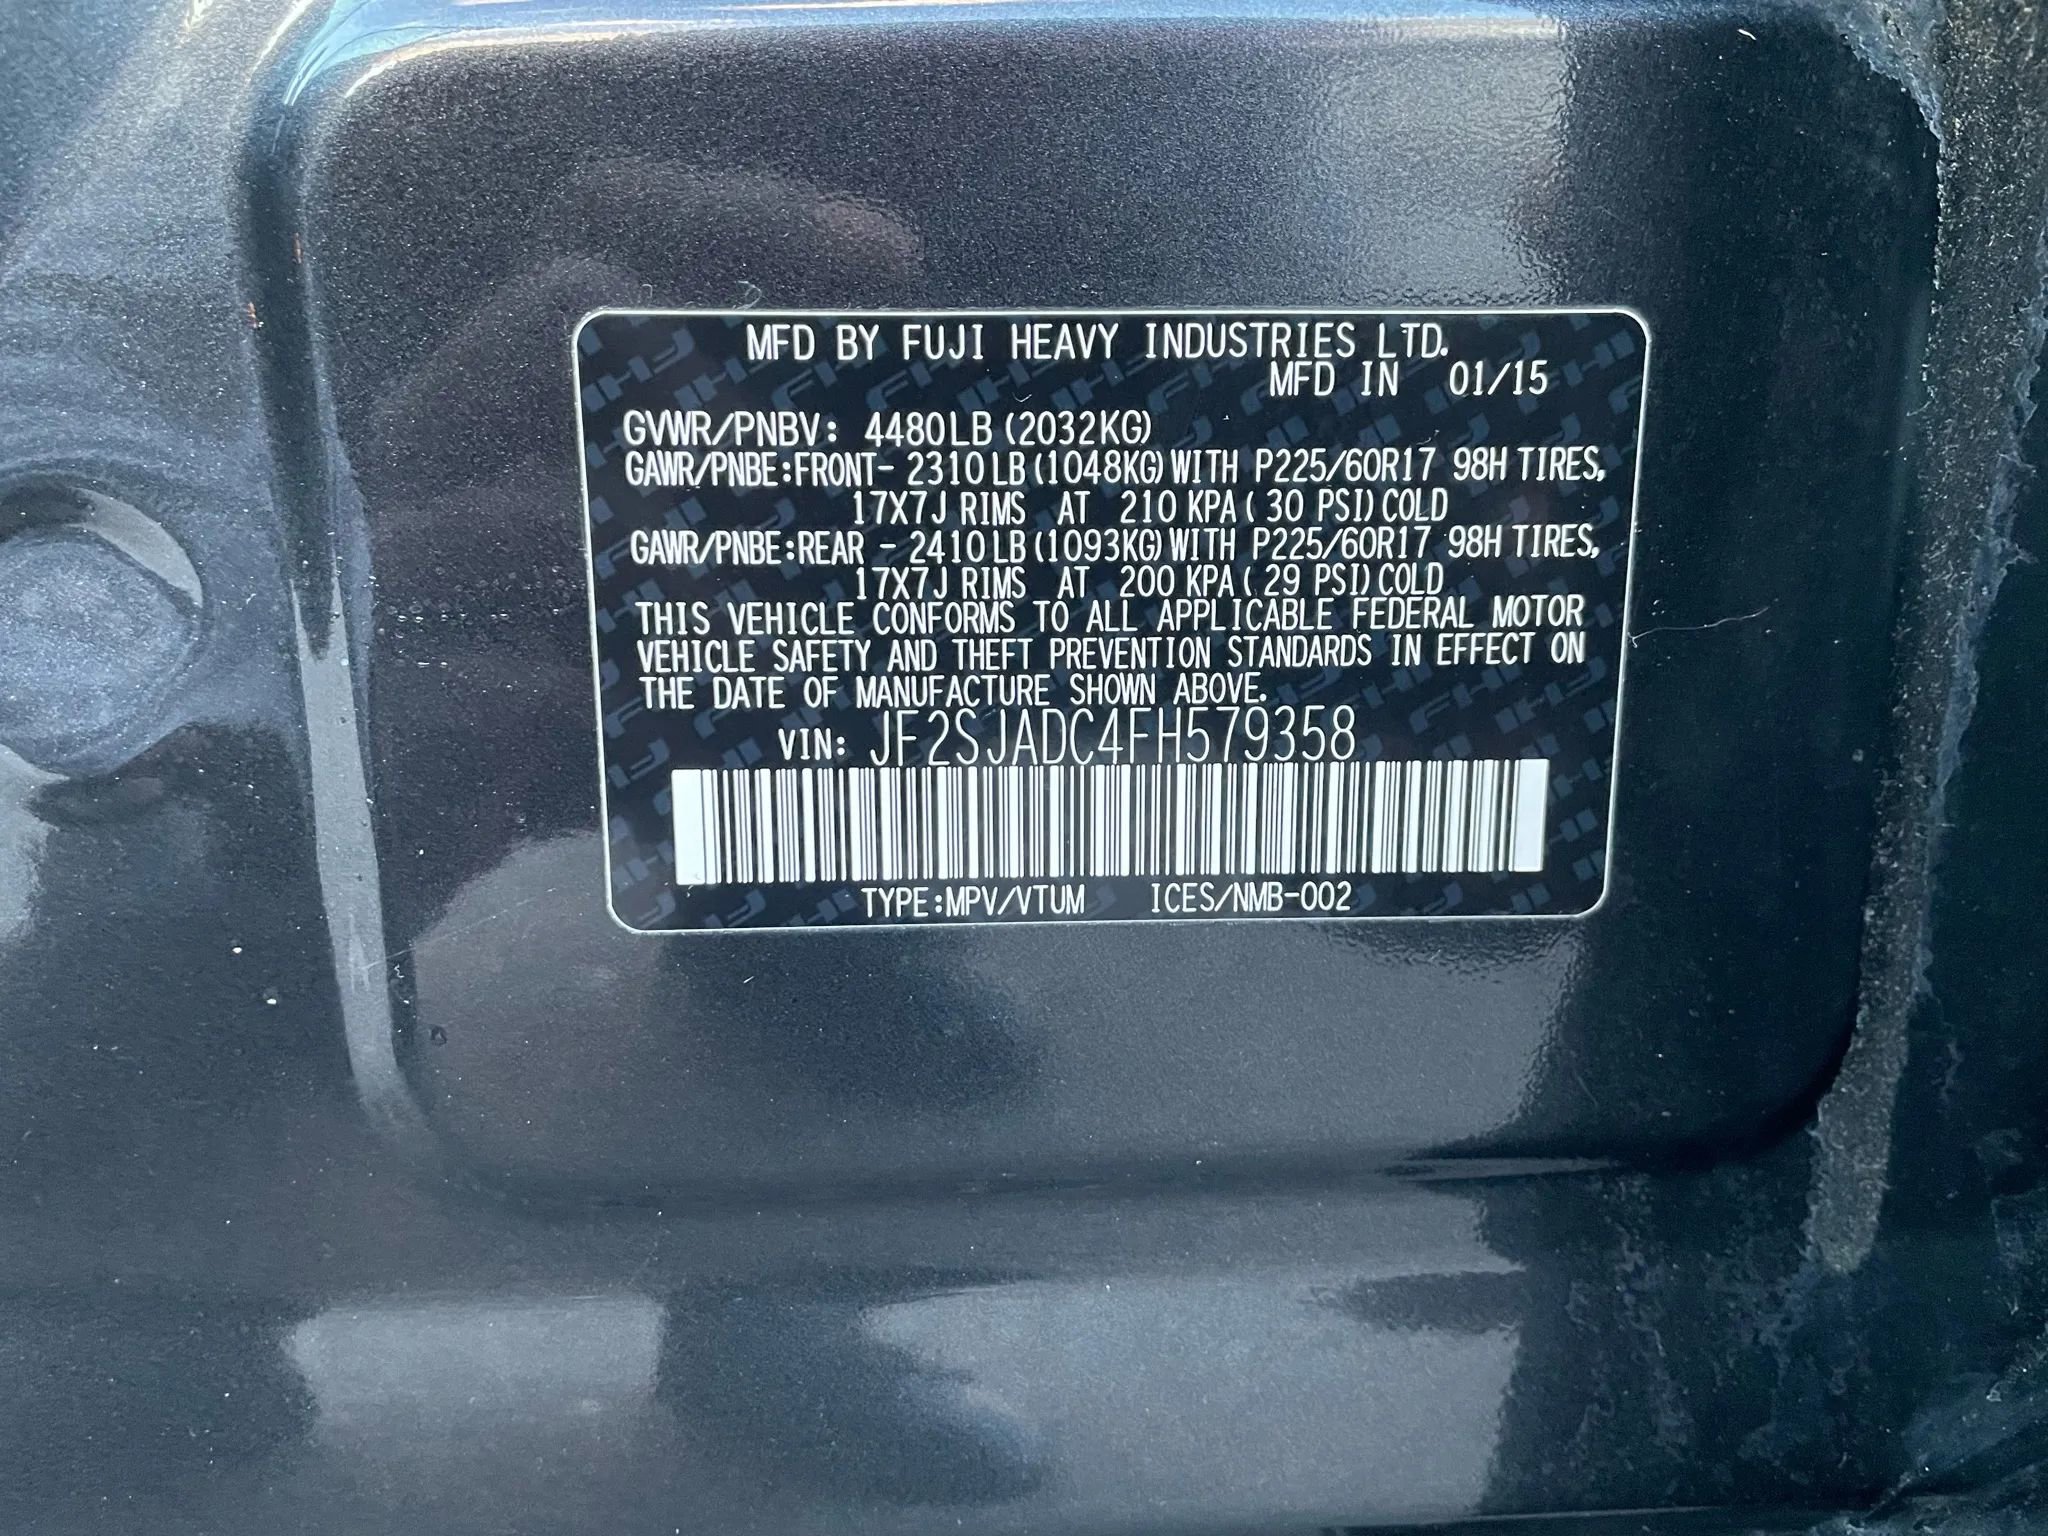 MFD BY FUJI HEAVY INDUSTRIES LTD.
MFD IN 01/15
GVWR/PNBV: 4480LB (2032KG)
GAWR/PNBE:FRONT- 2310LB (1048KG) WITH P225/60R17 98H TIRES,
17X7J RIMS AT 210 KPA( 30 PSI) COLD
GAWR/PNBE:REAR - 2410LB (1093KG) WITH P225/60R17 98H TIRES,
17X7J RIMS AT 200 KPA( 29 PSI) COLD
THIS VEHICLE CONFORMS TO ALL APPLICABLE FEDERAL MOTOR
VEHICLE SAFETY AND THEFT PREVENTION STANDARDS IN EFFECT ON
THE DATE OF MANUFACTURE SHOWN ABOVE.
VIN: JF2SJADC4FH579358
TYPE:MPV/VTUM ICES/NMB-002